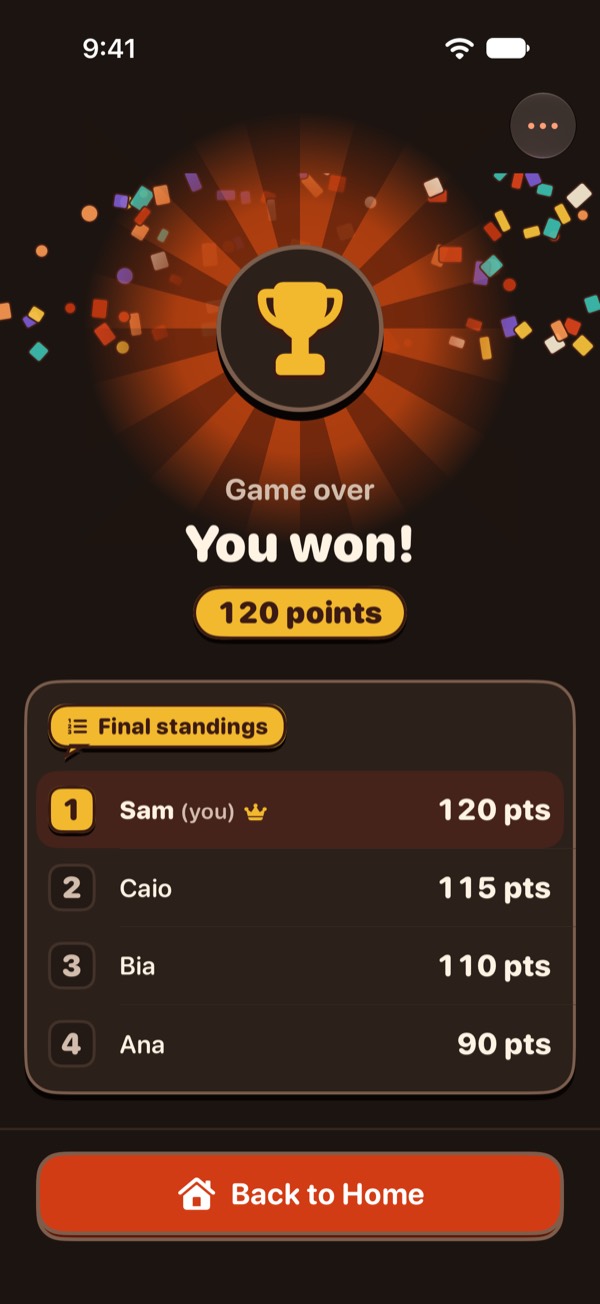 9:41
Game over
You won!
120 points
Final standings
1 Sam (you) 120 pts
2 Caio 115 pts
3 Bia 110 pts
4 Ana 90 pts
Back to Home